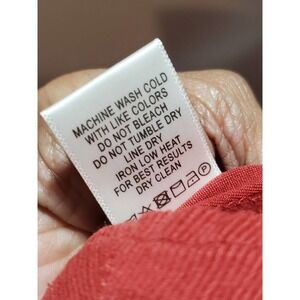 MACHINE WASH COLD
WITH LIKE COLORS
DO NOT BLEACH
DO NOT TUMBLE DRY
LINE DRY
IRON LOW HEAT
FOR BEST RESULTS
DRY CLEAN